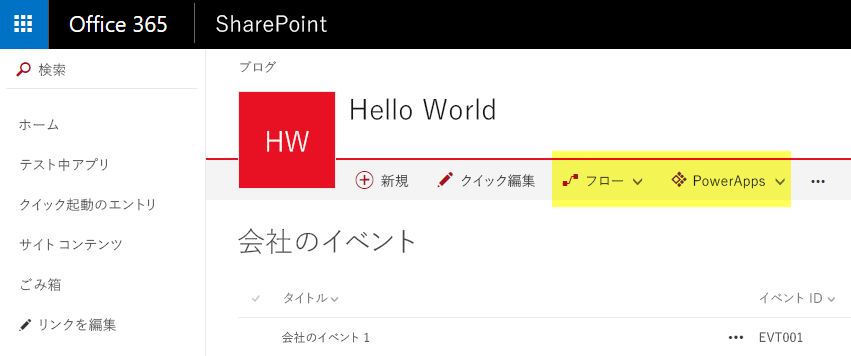 Office 365 SharePoint
検索
ホーム
テスト中アプリ
クイック起動のエントリ
サイト コンテンツ
ごみ箱
リンクを編集
ブログ
HW
Hello World
新規 クイック編集 フロー PowerApps ...
会社のイベント
タイトル イベント ID
会社のイベント 1 ... EVT001